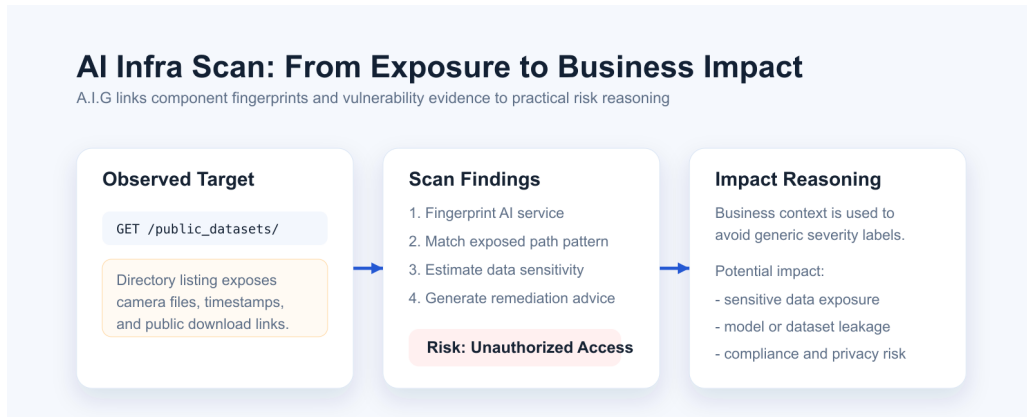 AI Infra Scan: From Exposure to Business Impact
A.I.G links component fingerprints and vulnerability evidence to practical risk reasoning
Observed Target
GET /public_datasets/
Directory listing exposes
camera files, timestamps,
and public download links.
Scan Findings
1. Fingerprint AI service
2. Match exposed path pattern
3. Estimate data sensitivity
4. Generate remediation advice
Risk: Unauthorized Access
Impact Reasoning
Business context is used to
avoid generic severity labels.
Potential impact:
- sensitive data exposure
- model or dataset leakage
- compliance and privacy risk